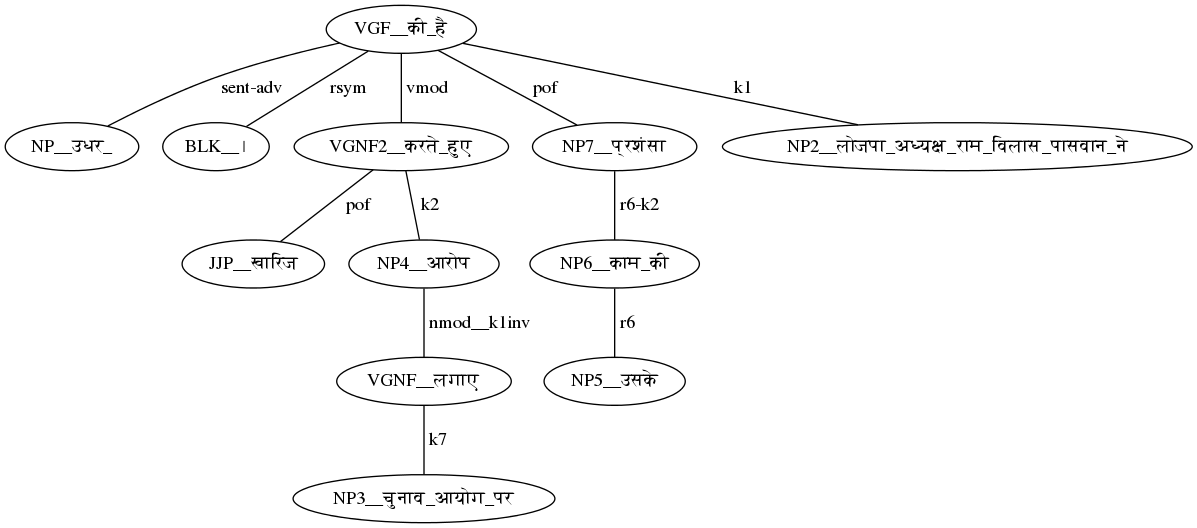 VGF__की_है
sent-adv rsym vmod pof k1
NP__उधर_ BLK__। VGNF2__करते_हुए NP7__प्रशंसा NP2__लोजपा_अध्यक्ष_राम_विलास_पासवान_ने
pof k2 r6-k2
JJP__खारिज NP4__आरोप NP6__काम_की
nmod__k1inv r6
VGNF__लगाए NP5__उसके
k7
NP3__चुनाव_आयोग_पर